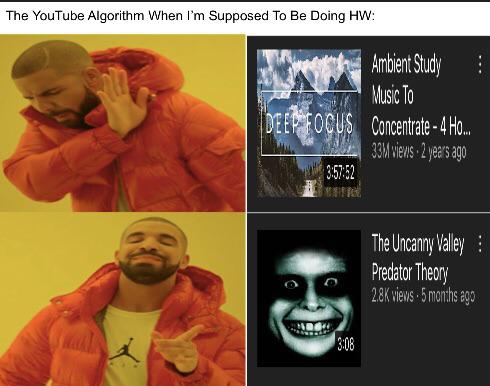 The YouTube Algorithm When I'm Supposed To Be Doing HW:
DEEP FOCUS
3:57:52
Ambient Study
Music To
Concentrate - 4 Ho...
33M views · 2 years ago
3:08
The Uncanny Valley
Predator Theory
2.8K views · 5 months ago